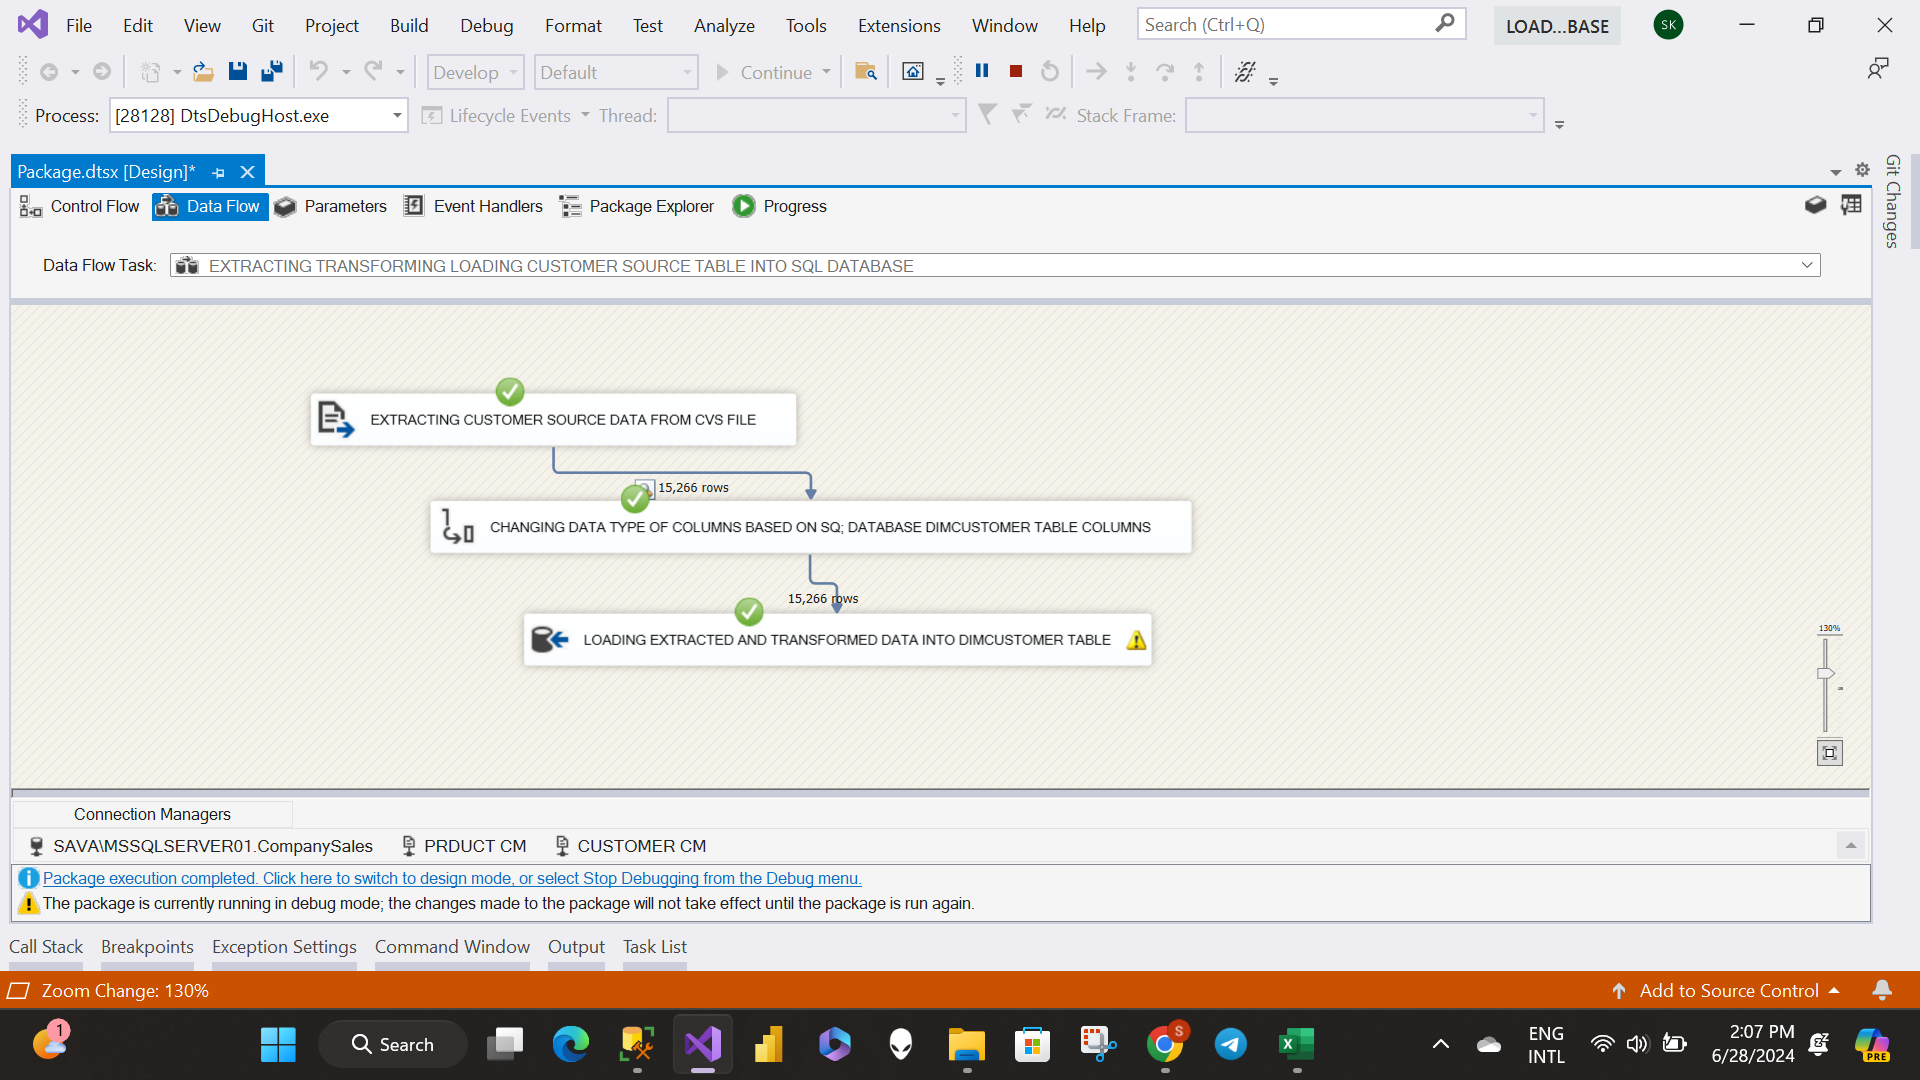 File Edit View Git Project Build Debug Format Test Analyze Tools Extensions Window Help Search (Ctrl+Q) LOAD...BASE SK
Develop Default Continue
Process: [28128] DtsDebugHost.exe Lifecycle Events Thread: Stack Frame:
Package.dtsx [Design]*
Git Changes
Control Flow Data Flow Parameters Event Handlers Package Explorer Progress
Data Flow Task: EXTRACTING TRANSFORMING LOADING CUSTOMER SOURCE TABLE INTO SQL DATABASE
EXTRACTING CUSTOMER SOURCE DATA FROM CVS FILE
15,266 rows
CHANGING DATA TYPE OF COLUMNS BASED ON SQ; DATABASE DIMCUSTOMER TABLE COLUMNS
15,266 rows
LOADING EXTRACTED AND TRANSFORMED DATA INTO DIMCUSTOMER TABLE
130%
Connection Managers
SAVA\MSSQLSERVER01.CompanySales PRDUCT CM CUSTOMER CM
Package execution completed. Click here to switch to design mode, or select Stop Debugging from the Debug menu.
The package is currently running in debug mode; the changes made to the package will not take effect until the package is run again.
Call Stack Breakpoints Exception Settings Command Window Output Task List
Zoom Change: 130% Add to Source Control
1 Search S X ENG 2:07 PM
INTL 6/28/2024 PRE